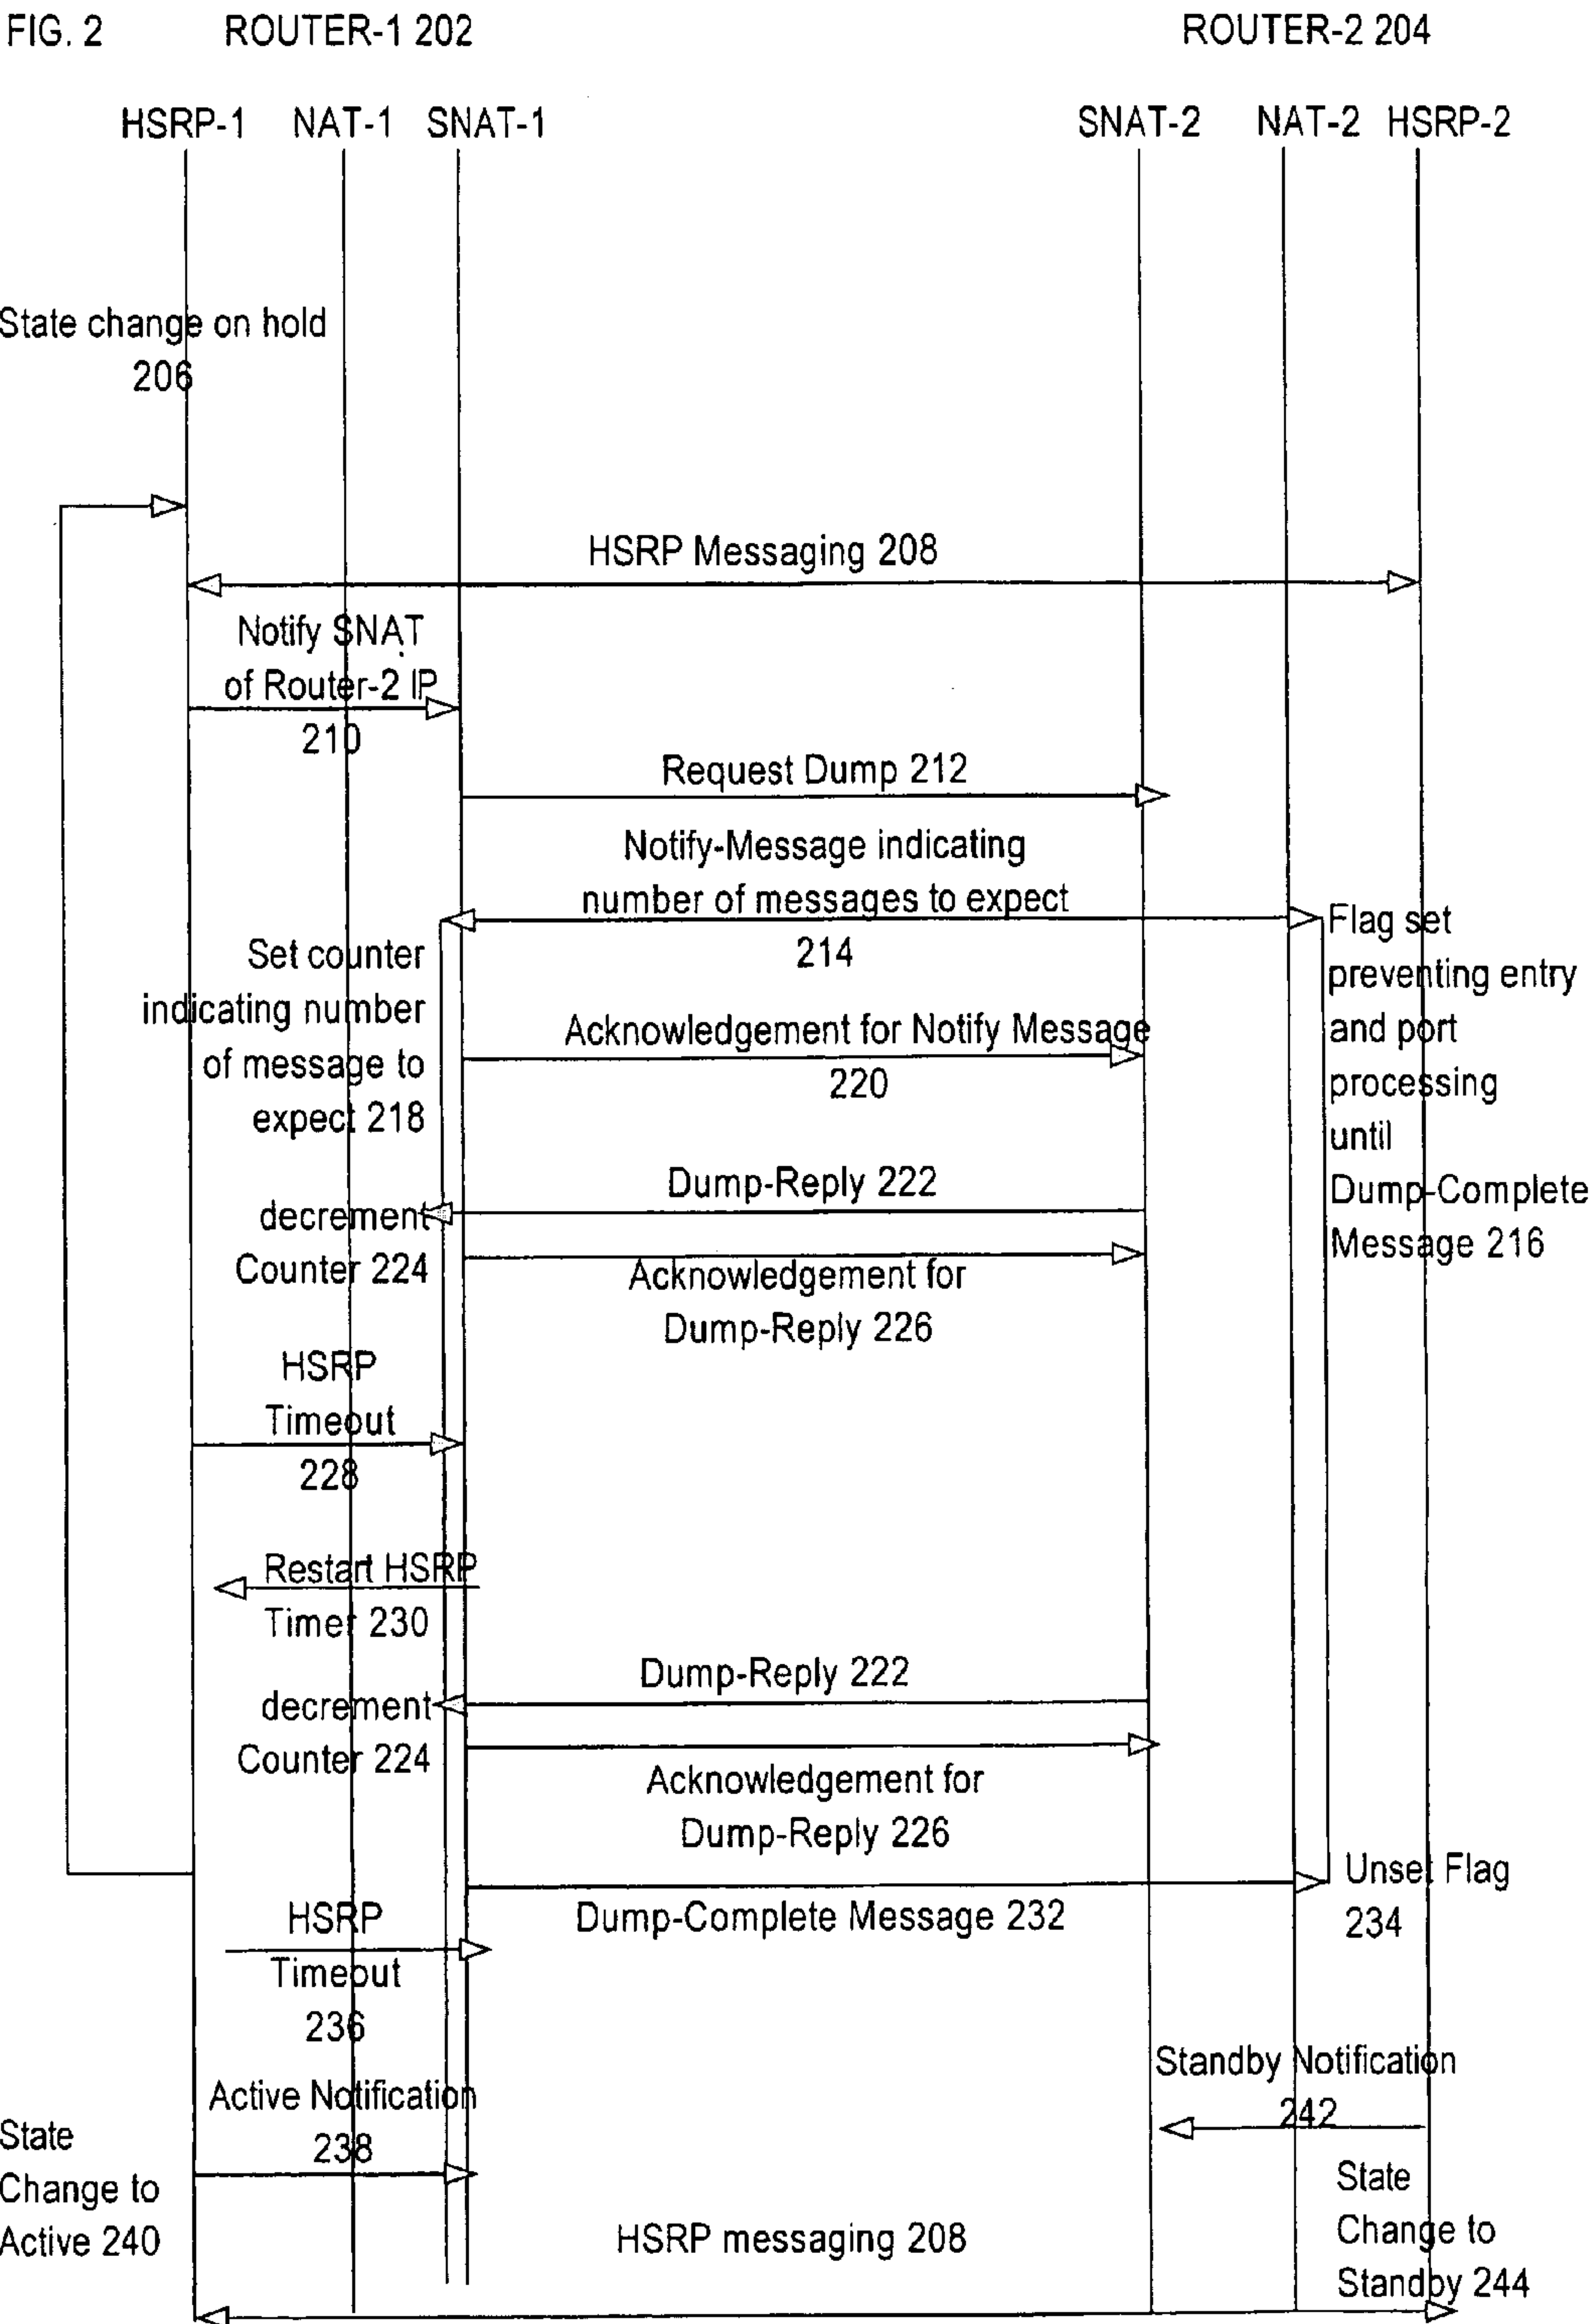 FIG. 2 ROUTER-1 202 ROUTER-2 204
HSRP-1 NAT-1 SNAT-1 SNAT-2 NAT-2 HSRP-2
State change on hold
206
HSRP Messaging 208
Notify SNAT
of Router-2 IP
210
Request Dump 212
Notify-Message indicating
number of messages to expect
214
Flag set
preventing entry
and port
processing
until
Dump-Complete
Message 216
Set counter
indicating number
of message to
expect 218
Acknowledgement for Notify Message
220
Dump-Reply 222
decrement
Counter 224
Acknowledgement for
Dump-Reply 226
HSRP
Timeout
228
Restart HSRP
Timer 230
Dump-Reply 222
decrement
Counter 224
Acknowledgement for
Dump-Reply 226
Unset Flag
234
Dump-Complete Message 232
HSRP
Timeout
236
Standby Notification
242
Active Notification
238
State
Change to
Active 240
State
Change to
Standby 244
HSRP messaging 208